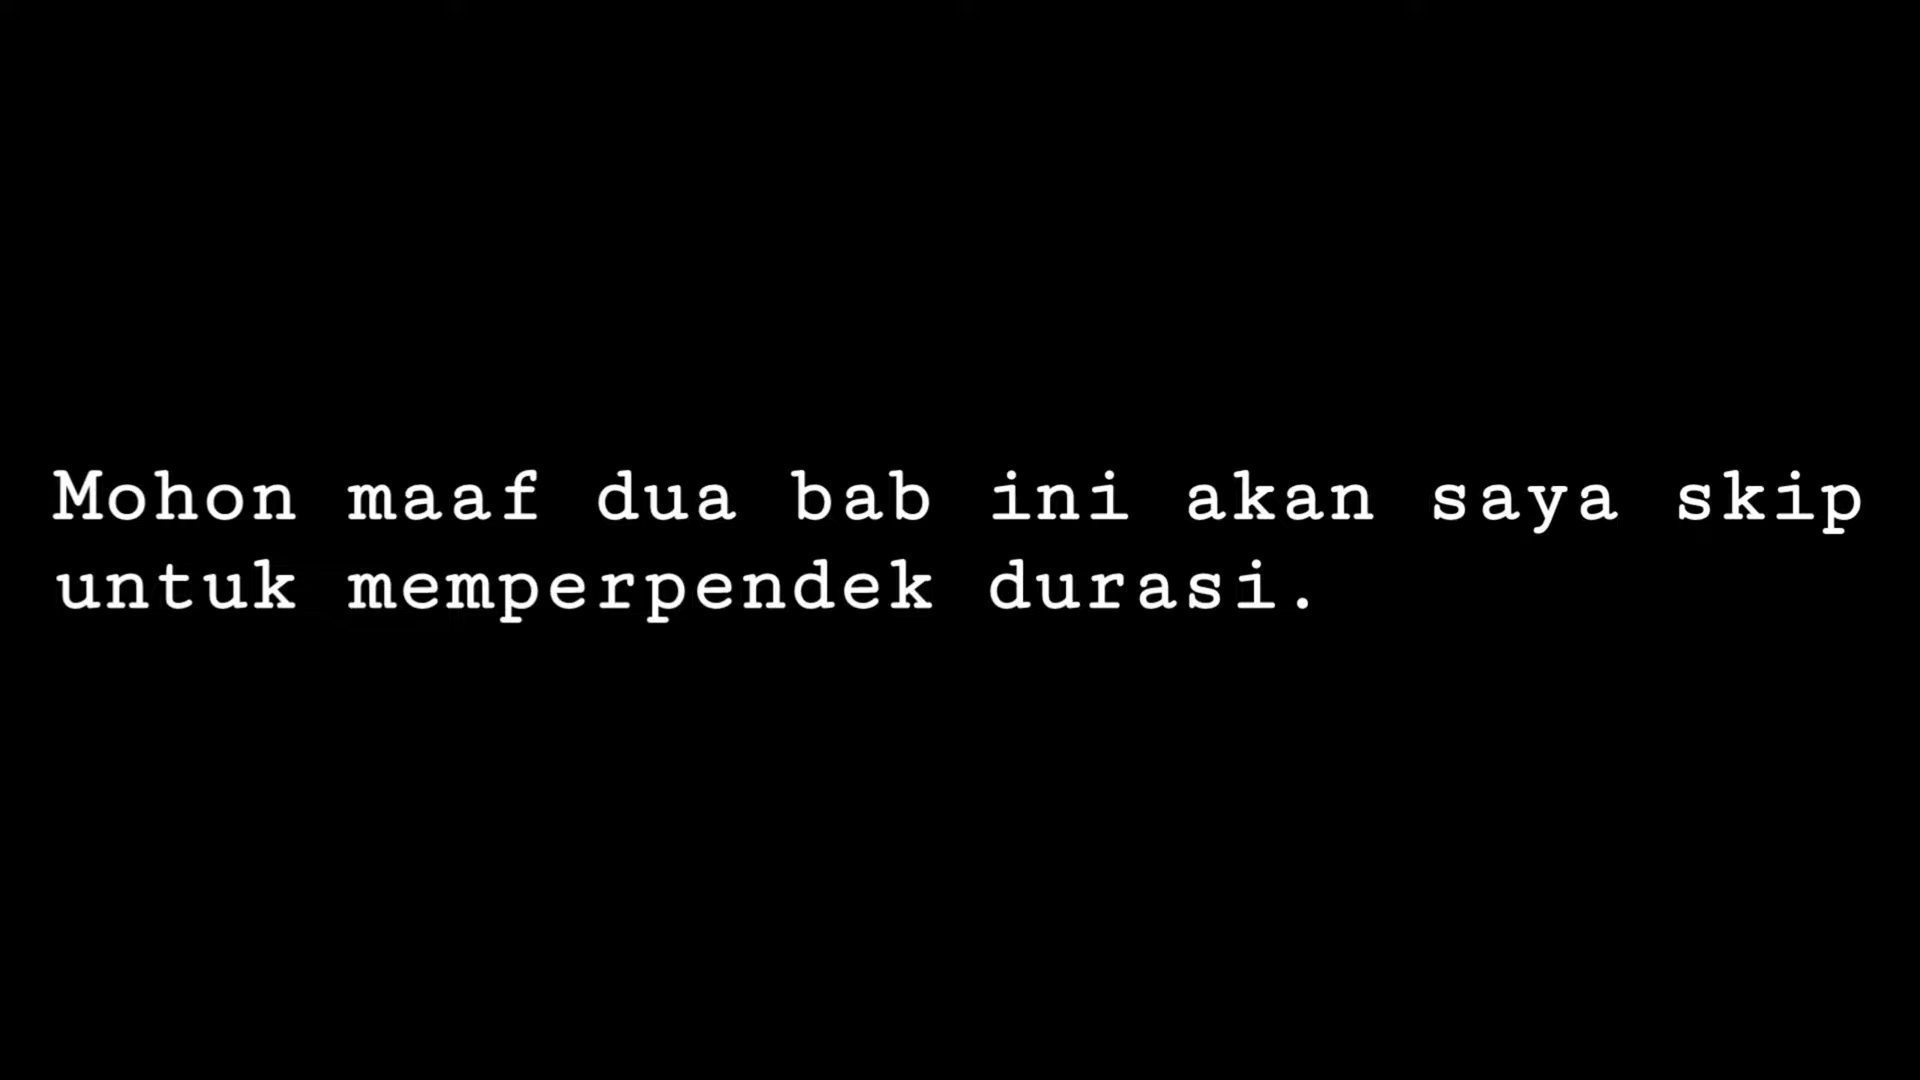 Mohon maaf dua bab ini akan saya skip
untuk memperpendek durasi.